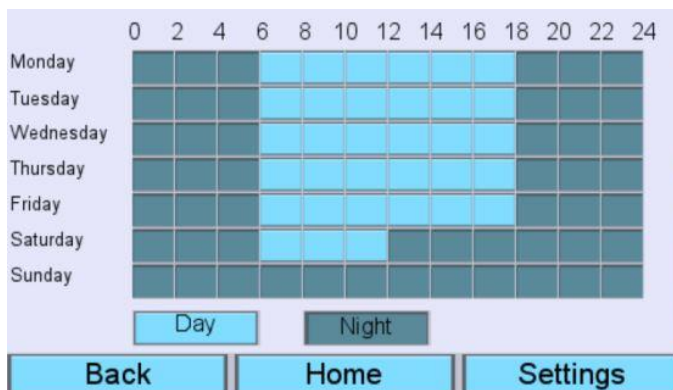 0 2 4 6 8 10 12 14 16 18 20 22 24
Monday
Tuesday
Wednesday
Thursday
Friday
Saturday
Sunday
Day Night
Back Home Settings